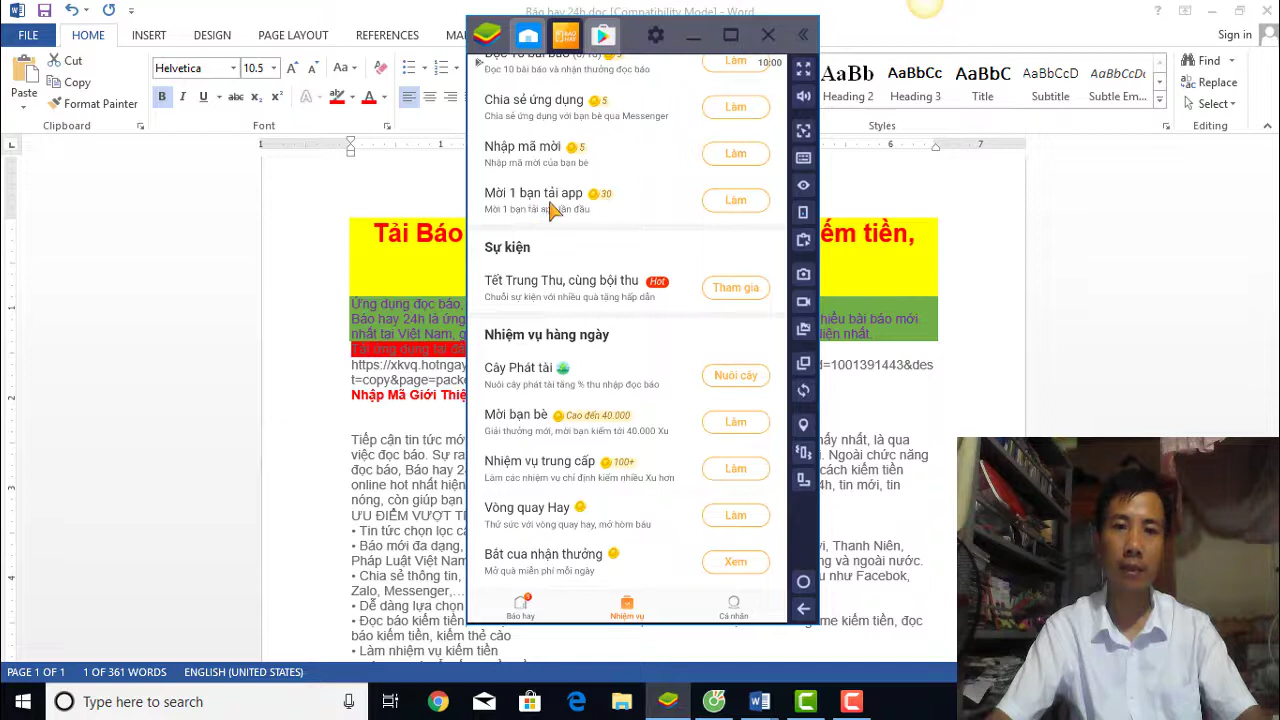 Báo hay 24h doc [Compatibility Model] - Word
FILE HOME INSERT DESIGN PAGE LAYOUT REFERENCES
Sign in
Cut
Copy
Format Painter
Paste
Helvetica 10.5
Clipboard
Font
Heading 2
Heading 3
Title
Subtitle
Subtle Em...
Styles
Find
Replace
Select
Editing
10:00
Đọc 10 bài báo và nhận thưởng đọc báo
Làm
Chia sẻ ứng dụng 5
Chia sẻ ứng dụng với bạn bè qua Messenger
Làm
Nhập mã mời 5
Nhập mã mời của bạn bè
Làm
Mời 1 bạn tải app 30
Mời 1 bạn tải app lần đầu
Làm
Sự kiện
Tết Trung Thu, cùng bội thu Hot
Chuỗi sự kiện với nhiều quà tặng hấp dẫn
Tham gia
Nhiệm vụ hàng ngày
Cây Phát tài
Nuôi cây phát tài tăng % thu nhập đọc báo
Nuôi cây
Mời bạn bè Cao đến 40.000
Giải thưởng mới, mời bạn kiếm tới 40.000 Xu
Làm
Nhiệm vụ trung cấp 100+
Làm các nhiệm vụ chỉ định kiếm nhiều Xu hơn
Làm
Vòng quay Hay
Thử sức với vòng quay hay, mở hòm báu
Làm
Bắt cua nhận thưởng
Mở quà miễn phí mỗi ngày
Xem
Báo hay Nhiệm vụ Cá nhân
Tải Báo ếm tiền,
Ứng dụng đọc báo,
Báo hay 24h là ứng hiều bài báo mới
nhất tại Việt Nam, g liện nhất.
https://xkvq.hotngay d=1001391443&des
t=copy&page=pack
Nhập Mã Giới Thiệ
Tiếp cận tin tức mớ hấy nhất, là qua
việc đọc báo. Sự ra Ngoài chức năng
đọc báo, Báo hay 2 cách kiếm tiền
online hot nhất hiện 4h, tin mới, tin
nóng, còn giúp bạn
ƯU ĐIỂM VƯỢT T
• Tin tức chọn lọc c
• Báo mới đa dạng, vi, Thanh Niên,
Pháp Luật Việt Nam ng và ngoài nước.
• Chia sẻ thông tin, u như Facebok,
Zalo, Messenger,...
• Dễ dàng lựa chọn
• Đọc báo kiếm tiền, me kiếm tiền, đọc
báo kiếm tiền, kiếm thẻ cào
• Làm nhiệm vụ kiếm tiền
PAGE 1 OF 1 1 OF 361 WORDS ENGLISH (UNITED STATES)
Type here to search